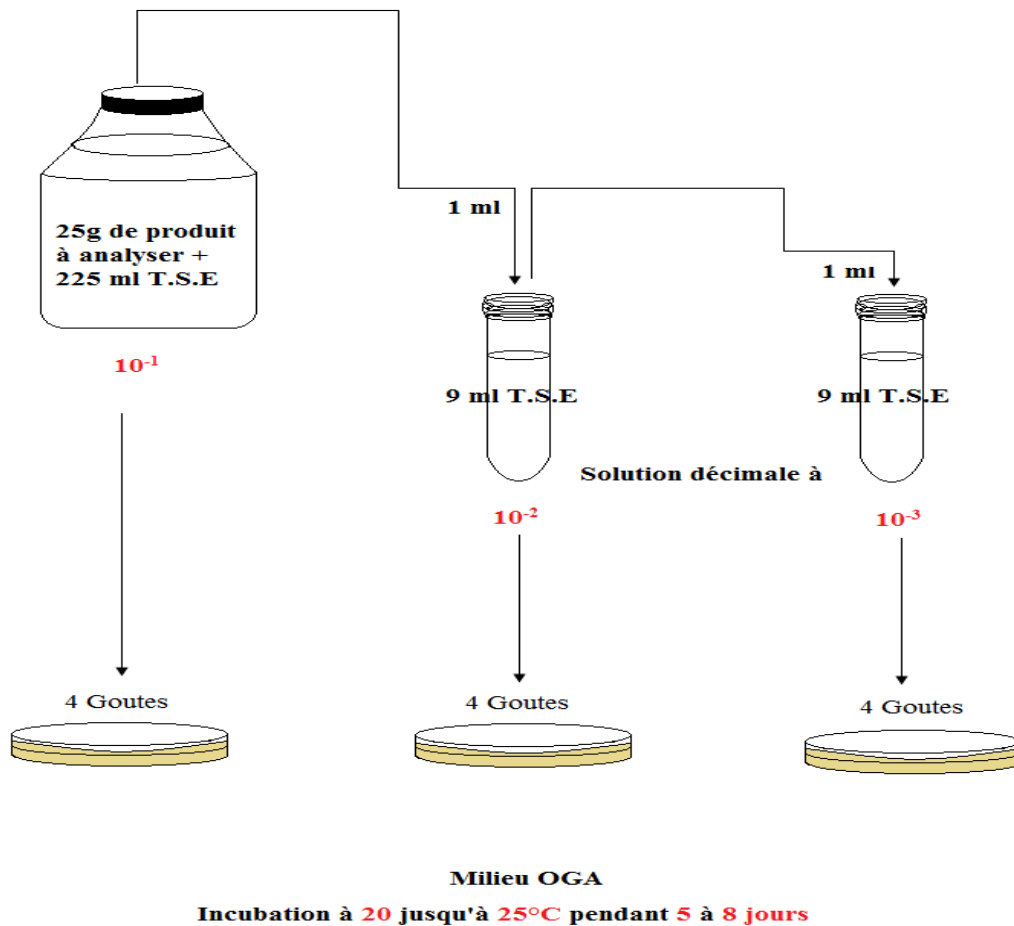 25g de produit
à analyser +
225 ml T.S.E
10⁻¹
1 ml
9 ml T.S.E
1 ml
9 ml T.S.E
Solution décimale à
10⁻²
10⁻³
4 Goutes
4 Goutes
4 Goutes
Milieu OGA
Incubation à 20 jusqu'à 25°C pendant 5 à 8 jours